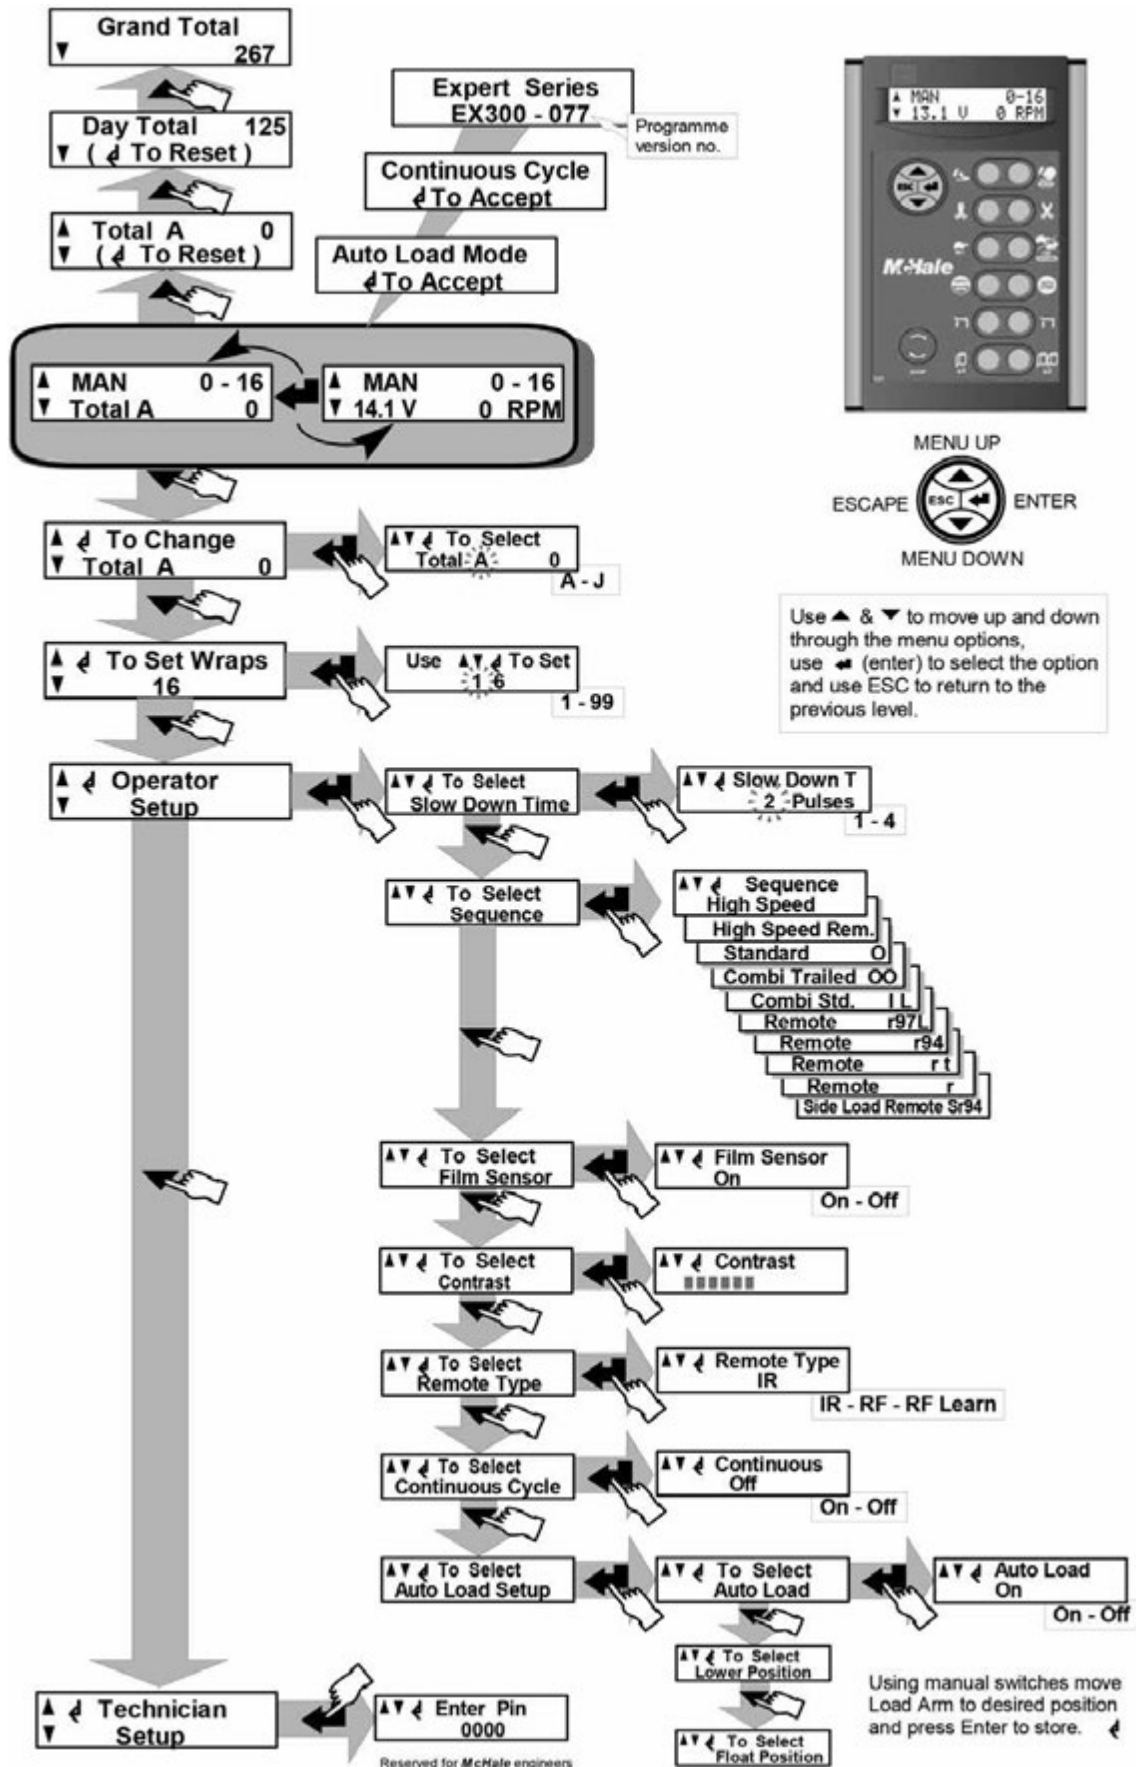 Grand Total
267
Day Total 125
( To Reset )
Total A 0
( To Reset )
Expert Series
EX300 - 077
Programme
version no.
Continuous Cycle
To Accept
Auto Load Mode
To Accept
▲ MAN 0-16
▼ 13.1 V 0 RPM
ESC
McHale
MAN 0 - 16
Total A 0
MAN 0 - 16
14.1 V 0 RPM
MENU UP
ESCAPE
ESC
ENTER
MENU DOWN
Use ▲ & ▼ to move up and down
through the menu options,
use (enter) to select the option
and use ESC to return to the
previous level.
To Change
Total A 0
To Select
Total A 0
A - J
To Set Wraps
16
Use ▲▼ To Set
1 6
1 - 99
Operator
Setup
To Select
Slow Down Time
Slow Down T
2 Pulses
1 - 4
To Select
Sequence
Sequence
High Speed
High Speed Rem.
Standard O
Combi Trailed OO
Combi Std. I L
Remote r97L
Remote r94
Remote r t
Remote r
Side Load Remote Sr94
To Select
Film Sensor
Film Sensor
On
On - Off
To Select
Contrast
Contrast
To Select
Remote Type
Remote Type
IR
IR - RF - RF Learn
To Select
Continuous Cycle
Continuous
Off
On - Off
To Select
Auto Load Setup
To Select
Auto Load
Auto Load
On
On - Off
To Select
Lower Position
To Select
Float Position
Using manual switches move
Load Arm to desired position
and press Enter to store.
Technician
Setup
Enter Pin
0000
Reserved for McHale engineers